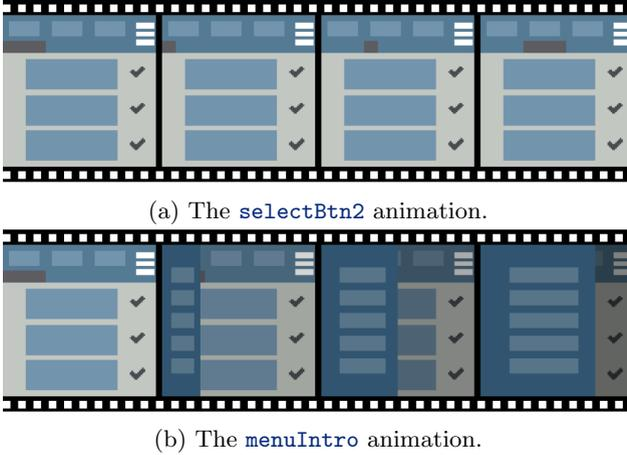 (a) The selectBtn2 animation.
(b) The menuIntro animation.